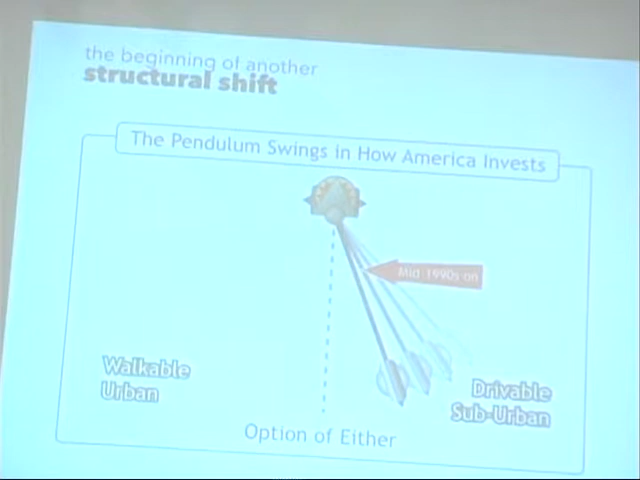 the beginning of another
structural shift
The Pendulum Swings in How America Invests
Mid 1990s on
Walkable
Urban
Drivable
Sub-Urban
Option of Either